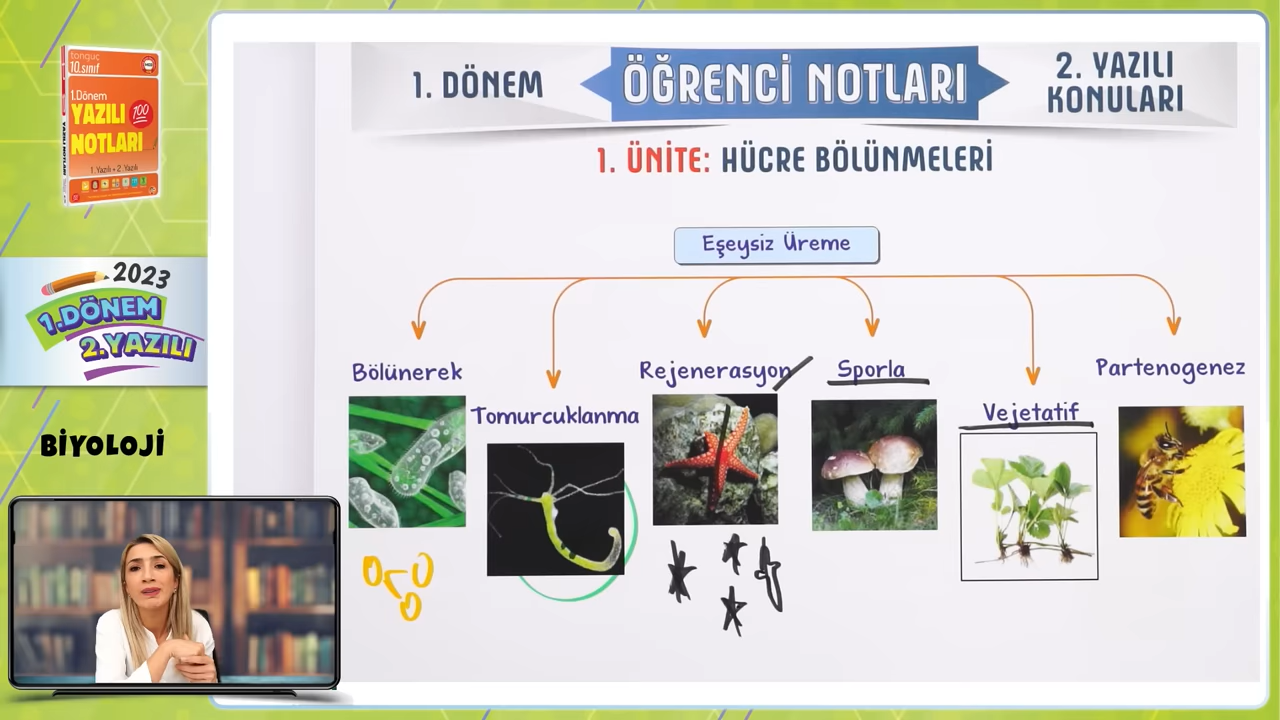 tonguç
10.sınıf
1.Dönem
YAZILI
100
NOTLARI
1.Yazılı • 2.Yazılı
YAZILI NOTLARI
2023
1.DÖNEM
2.YAZILI
BİYOLOJİ
1. DÖNEM
ÖĞRENCİ NOTLARI
2. YAZILI
KONULARI
1. ÜNİTE: HÜCRE BÖLÜNMELERİ
Eşeysiz Üreme
Bölünerek
Tomurcuklanma
Rejenerasyon
Sporla
Vejetatif
Partenogenez